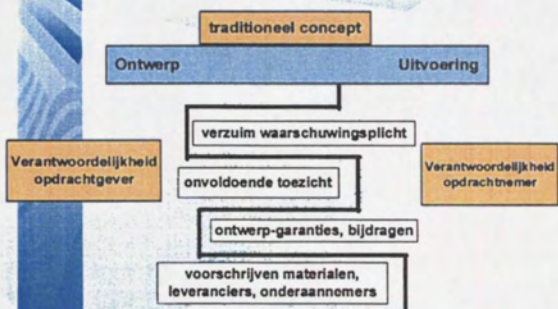 traditioneel concept
Ontwerp Uitvoering
verzuim waarschuwingsplicht
Verantwoordelijkheid
opdrachtgever
Verantwoordelijkheid
opdrachtnemer
onvoldoende toezicht
ontwerp-garanties, bijdragen
voorschrijven materialen,
leveranciers, onderaannemers